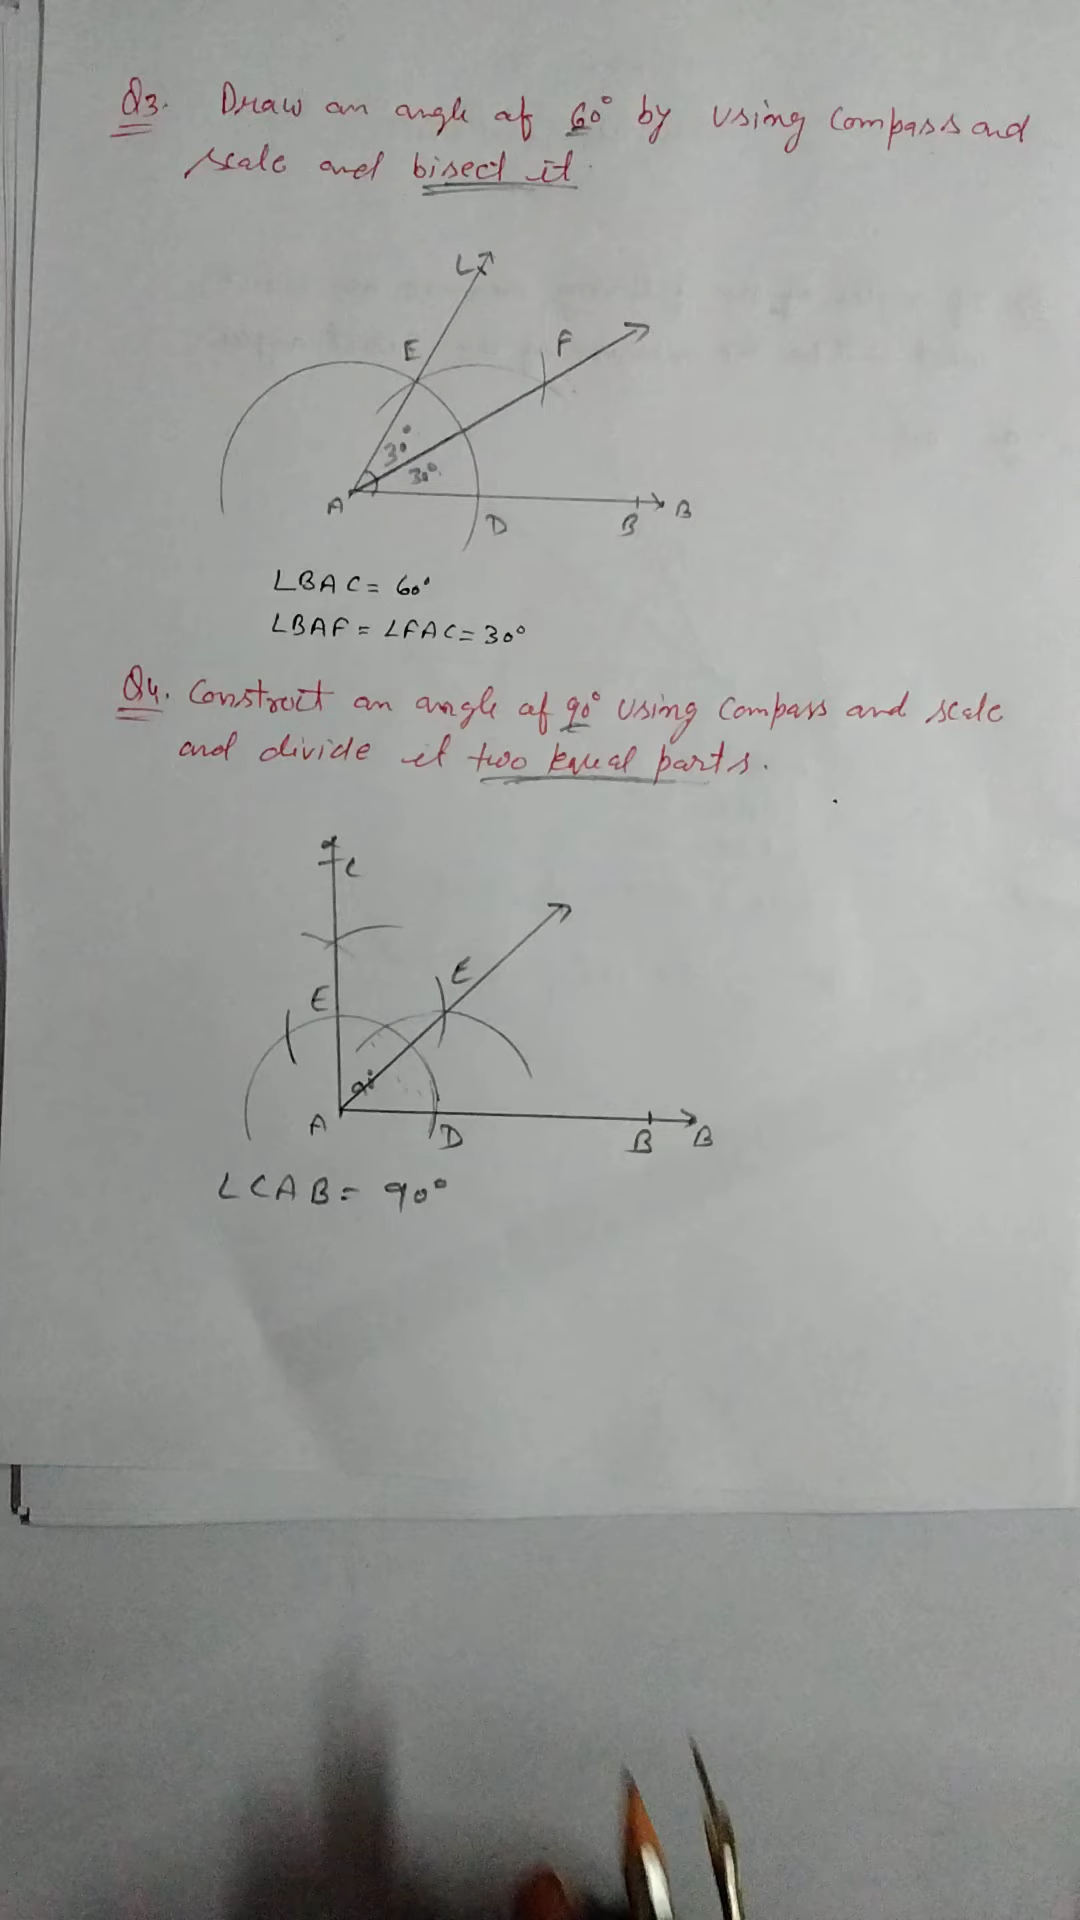 Q3. Draw an angle of 60° by using compass and
scale and bisect it.
C
E
F
30°
30°
A
D
B
B
∠BAC = 60°
∠BAF = ∠FAC = 30°
Q4. Construct an angle of 90° using compass and scale
and divide it two equal parts.
C
E
E
A
D
B
B
∠CAB = 90°